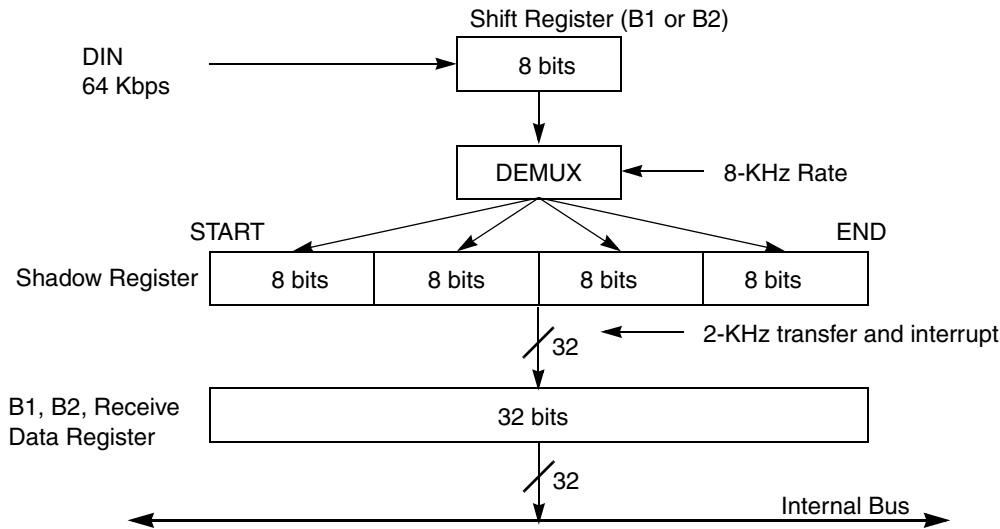 Shift Register (B1 or B2)
DIN
64 Kbps
8 bits
DEMUX
8-KHz Rate
START
END
Shadow Register
8 bits
8 bits
8 bits
8 bits
32
2-KHz transfer and interrupt
B1, B2, Receive
Data Register
32 bits
32
Internal Bus